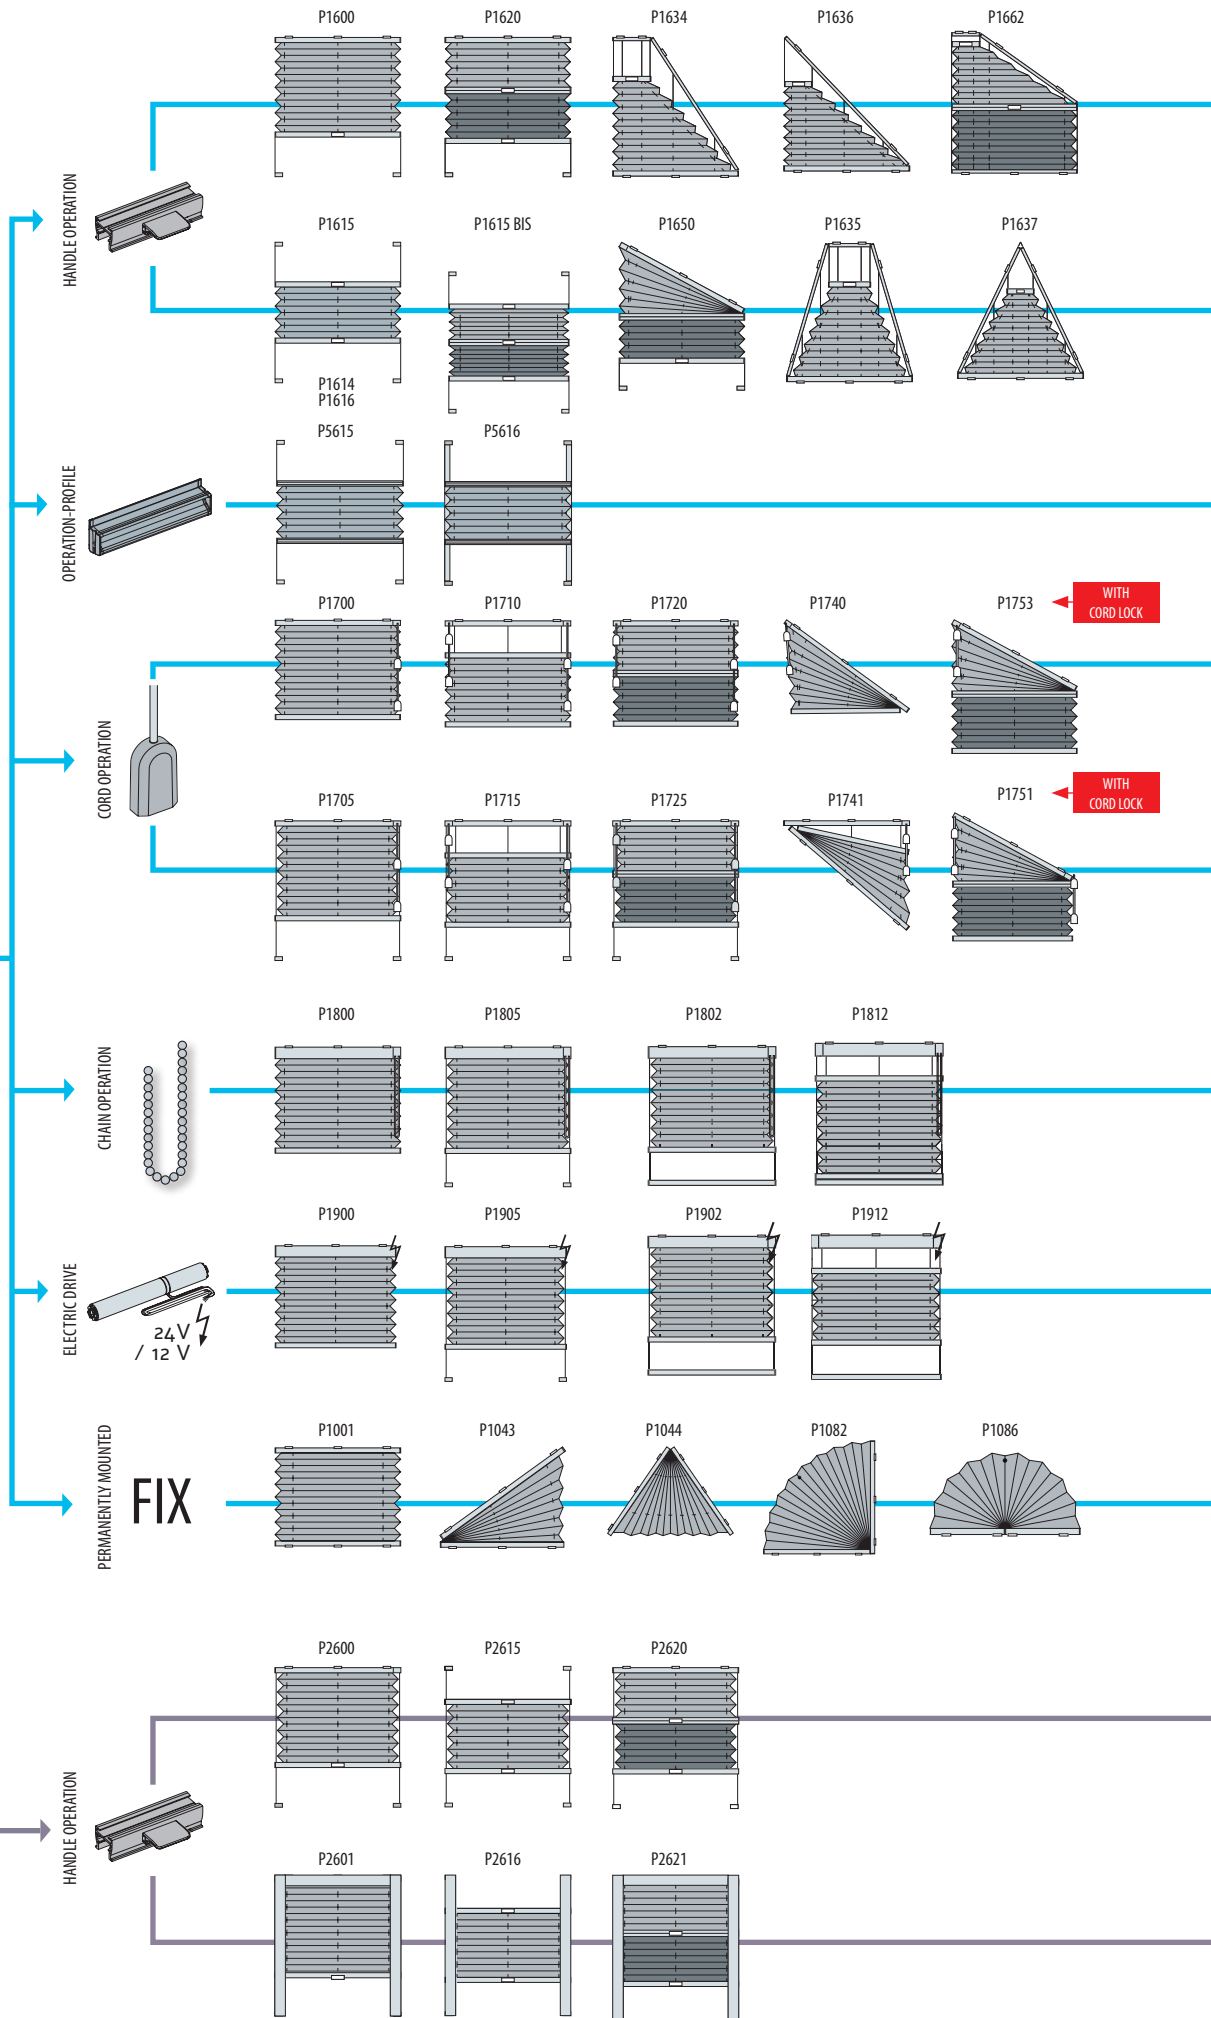 P1600 P1620 P1634 P1636 P1662
HANDLE OPERATION
P1615 P1615 BIS P1650 P1635 P1637
P1614
P1616
P5615 P5616
OPERATION-PROFILE
P1700 P1710 P1720 P1740 P1753
WITH
CORD LOCK
CORD OPERATION
P1705 P1715 P1725 P1741 P1751
WITH
CORD LOCK
P1800 P1805 P1802 P1812
CHAIN OPERATION
P1900 P1905 P1902 P1912
ELECTRIC DRIVE
24V
/ 12 V
P1001 P1043 P1044 P1082 P1086
PERMANENTLY MOUNTED
FIX
P2600 P2615 P2620
HANDLE OPERATION
P2601 P2616 P2621